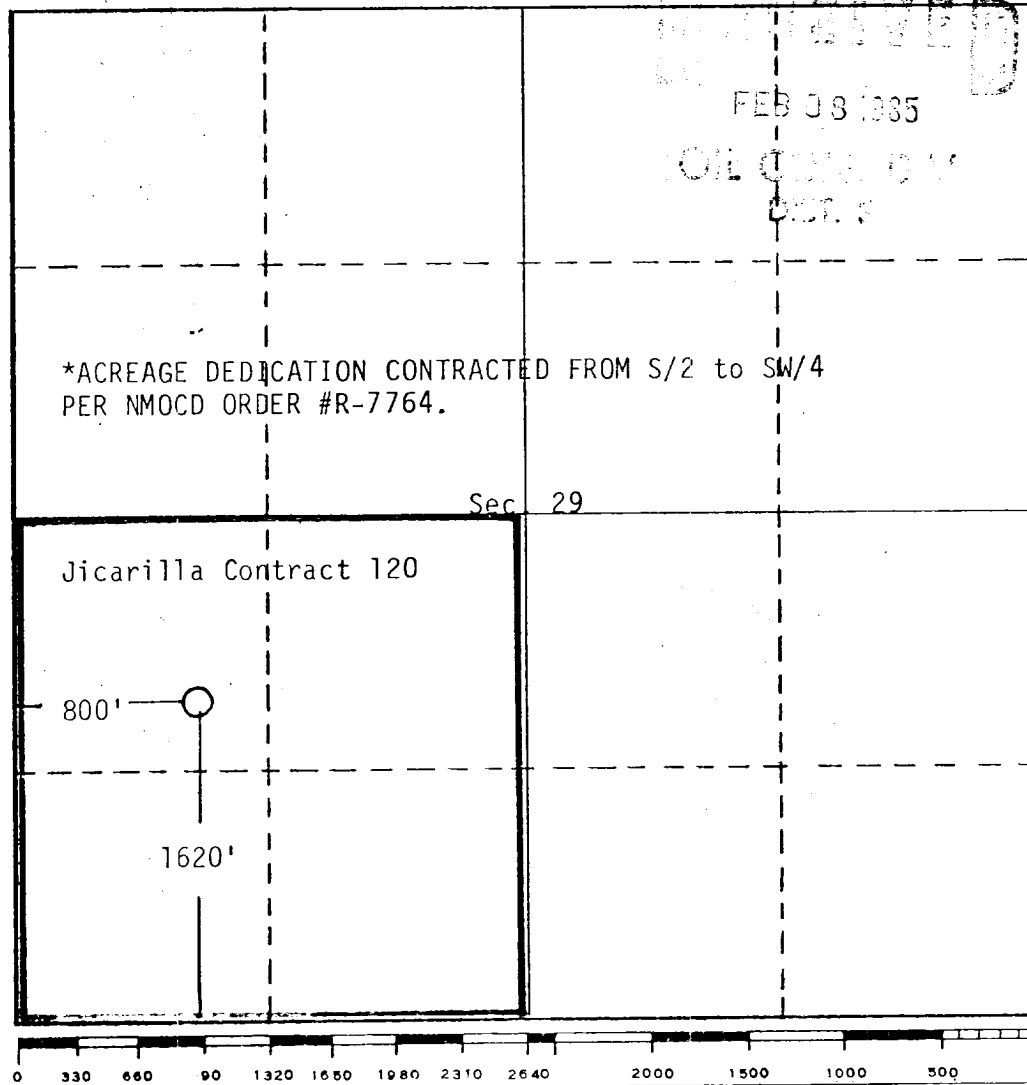 FEB 08 1985
OIL
*ACREAGE DEDICATION CONTRACTED FROM S/2 to SW/4
PER NMOCD ORDER #R-7764.
Sec 29
Jicarilla Contract 120
800'
1620'
0 330 660 90 1320 1650 1980 2310 2640 2000 1500 1000 500